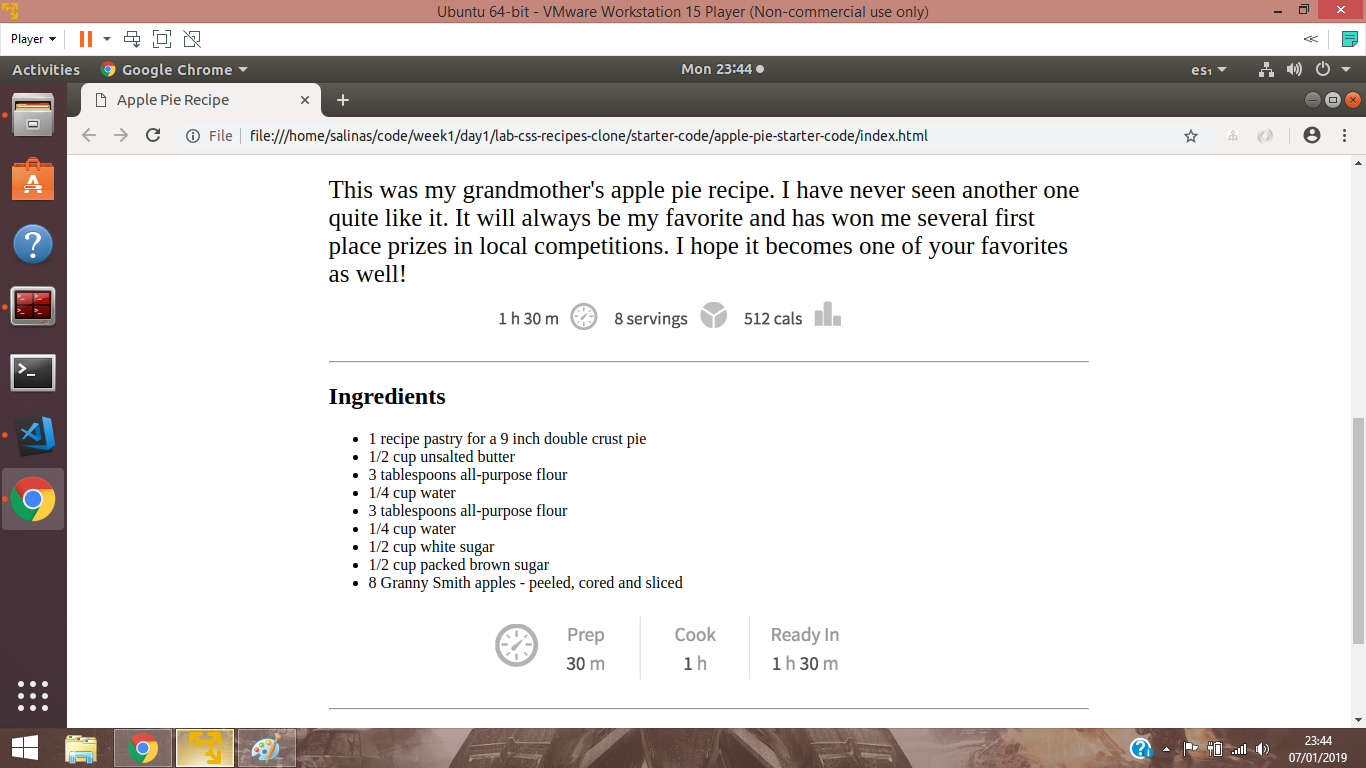 Ubuntu 64-bit - VMware Workstation 15 Player (Non-commercial use only)
Player
Activities Google Chrome Mon 23:44 es₁
Apple Pie Recipe
File file:///home/salinas/code/week1/day1/lab-css-recipes-clone/starter-code/apple-pie-starter-code/index.html
This was my grandmother's apple pie recipe. I have never seen another one
quite like it. It will always be my favorite and has won me several first
place prizes in local competitions. I hope it becomes one of your favorites
as well!
1 h 30 m 8 servings 512 cals
Ingredients
• 1 recipe pastry for a 9 inch double crust pie
• 1/2 cup unsalted butter
• 3 tablespoons all-purpose flour
• 1/4 cup water
• 3 tablespoons all-purpose flour
• 1/4 cup water
• 1/2 cup white sugar
• 1/2 cup packed brown sugar
• 8 Granny Smith apples - peeled, cored and sliced
Prep Cook Ready In
30 m 1 h 1 h 30 m
23:44
07/01/2019